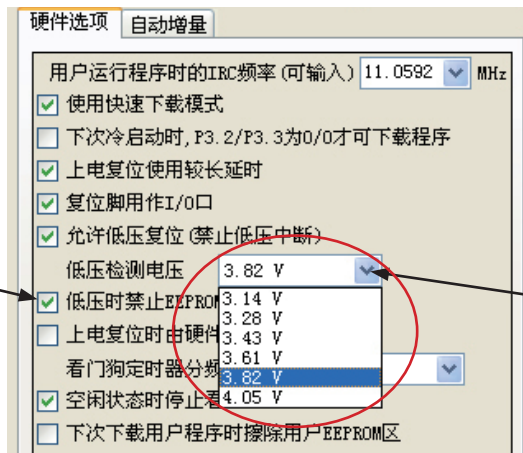 硬件选项 自动增量
用户运行程序时的IRC频率(可输入) 11.0592 MHz
使用快速下载模式
下次冷启动时,P3.2/P3.3为0/0才可下载程序
上电复位使用较长延时
复位脚用作I/O口
允许低压复位(禁止低压中断)
低压检测电压 3.82 V
低压时禁止EEPROM
3.14 V
3.28 V
3.43 V
3.61 V
3.82 V
4.05 V
上电复位时由硬件
看门狗定时器分频
空闲状态时停止看
下次下载用户程序时擦除用户EEPROM区